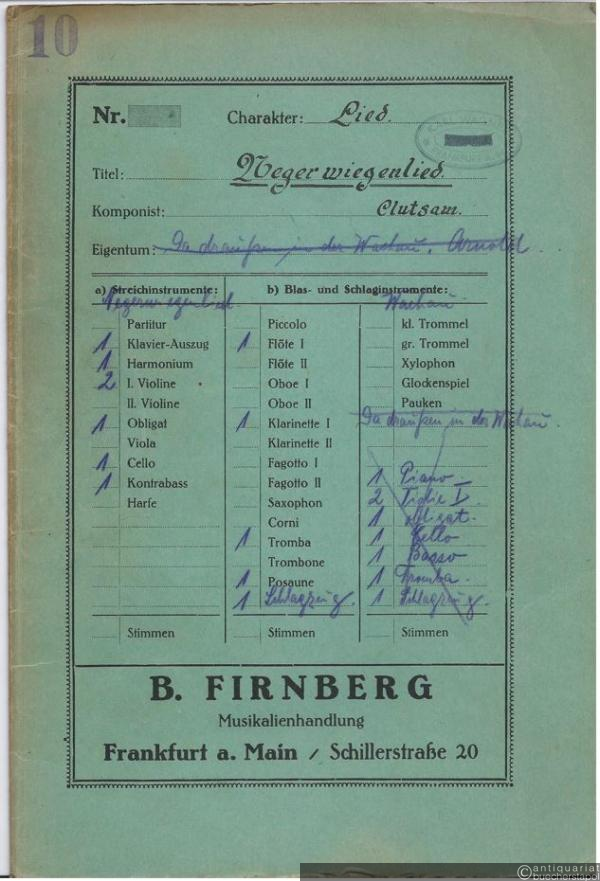 10
Nr. Charakter: Lied.
Titel: Negerwiegenlied.
Komponist: Clutsam.
Eigentum: Da draußen in der Wachau. Arnold
a) Streichinstrumente: b) Blas- und Schlaginstrumente:
Negerwiegenlied Wachau
Partitur Piccolo kl. Trommel
1 Klavier-Auszug 1 Flöte I gr. Trommel
1 Harmonium Flöte II Xylophon
2 I. Violine Oboe I Glockenspiel
II. Violine Oboe II Pauken
1 Obligat 1 Klarinette I Da draußen in der Wachau.
Viola Klarinette II
1 Cello Fagotto I
1 Kontrabass Fagotto II 1 Piano
Harfe Saxophon 2 I.
Corni 1 obligat.
1 Tromba 1 Cello
Trombone 1 Basso
1 Posaune 1 Tromba.
1 Schlagzeug. 1 Schlagzeug.
Stimmen Stimmen Stimmen
B. FIRNBERG
Musikalienhandlung
Frankfurt a. Main / Schillerstraße 20
©antiquariat
buecherstapel